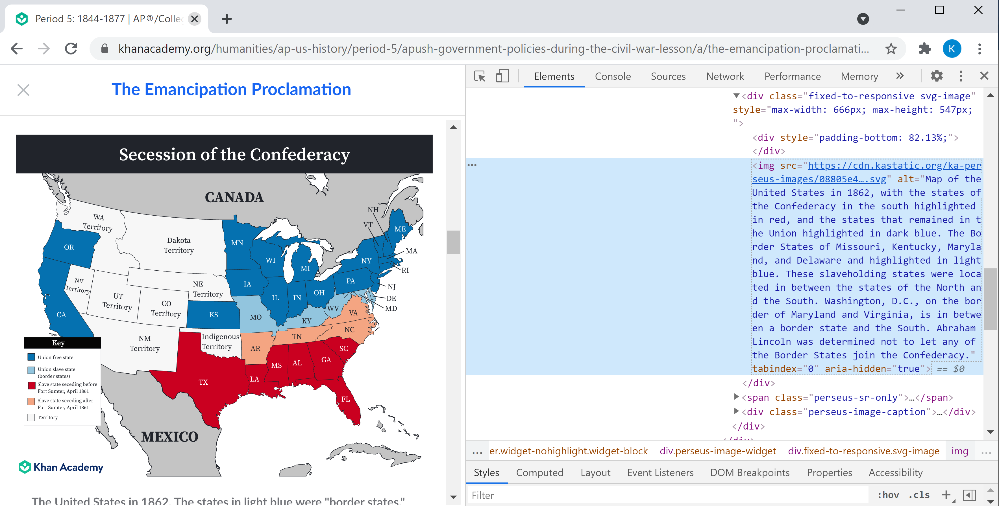 Period 5: 1844-1877 | AP®/Colleg
khanacademy.org/humanities/ap-us-history/period-5/apush-government-policies-during-the-civil-war-lesson/a/the-emancipation-proclamati...
K
The Emancipation Proclamation
Secession of the Confederacy
CANADA
NH
VT
ME
WA
Territory
Dakota
Territory
MN
OR
MA
WI
NY
MI
RI
NV
Territory
NE
Territory
IA
PA
NJ
OH
UT
Territory
CO
Territory
IL
IN
DE
MD
WV
VA
CA
KS
MO
KY
NC
TN
NM
Territory
Indigenous
Territory
AR
SC
MS
AL
GA
TX
LA
FL
Key
Union free state
Union slave state
(border states)
Slave state seceding before
Fort Sumter, April 1861
Slave state seceding after
Fort Sumter, April 1861
Territory
MEXICO
Khan Academy
The United States in 1862. The states in light blue were "border states."
Elements Console Sources Network Performance Memory
<div class="fixed-to-responsive svg-image"
style="max-width: 666px; max-height: 547px;
">
<div style="padding-bottom: 82.13%;">
</div>
<img src="https://cdn.kastatic.org/ka-per
seus-images/08805e4….svg" alt="Map of the
United States in 1862, with the states of
the Confederacy in the south highlighted
in red, and the states that remained in t
he Union highlighted in dark blue. The Bo
rder States of Missouri, Kentucky, Maryla
nd, and Delaware and highlighted in light
blue. These slaveholding states were loca
ted in between the states of the North an
d the South. Washington, D.C., on the bor
der of Maryland and Virginia, is in betwe
en a border state and the South. Abraham
Lincoln was determined not to let any of
the Border States join the Confederacy."
tabindex="0" aria-hidden="true"> == $0
</div>
<span class="perseus-sr-only">…</span>
<div class="perseus-image-caption">…</div>
</div>
</div>
... er.widget-nohighlight.widget-block div.perseus-image-widget div.fixed-to-responsive.svg-image img ...
Styles Computed Layout Event Listeners DOM Breakpoints Properties Accessibility
Filter :hov .cls